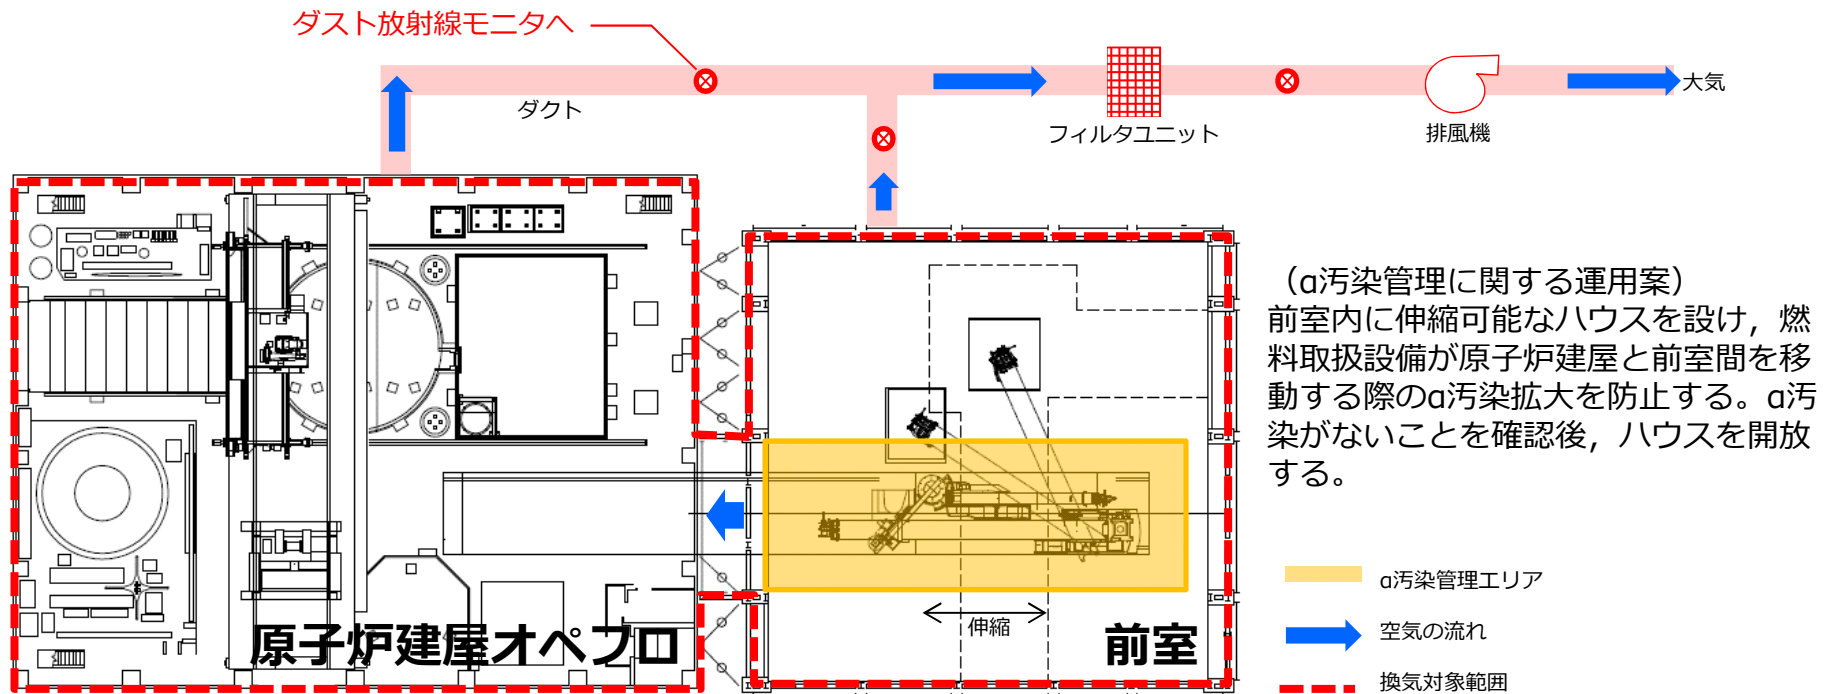 ダスト放射線モニタへ
ダクト
フィルタユニット
排風機
大気
（α汚染管理に関する運用案）
前室内に伸縮可能なハウスを設け，燃
料取扱設備が原子炉建屋と前室間を移
動する際のα汚染拡大を防止する。α汚
染がないことを確認後，ハウスを開放
する。
伸縮
原子炉建屋オペフロ
前室
α汚染管理エリア
空気の流れ
換気対象範囲